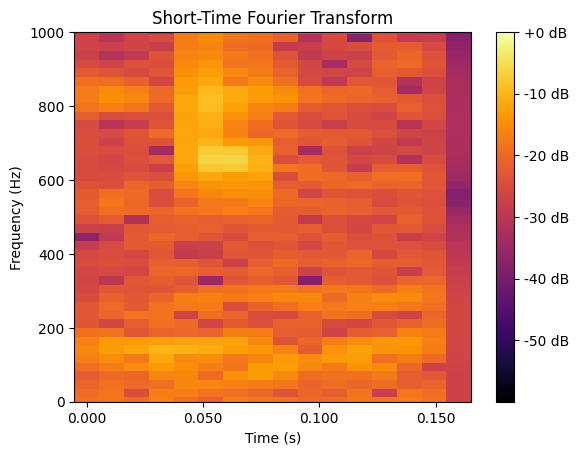 Short-Time Fourier Transform
1000
800
600
400
200
0
Frequency (Hz)
0.000
0.050
0.100
0.150
Time (s)
+0 dB
-10 dB
-20 dB
-30 dB
-40 dB
-50 dB